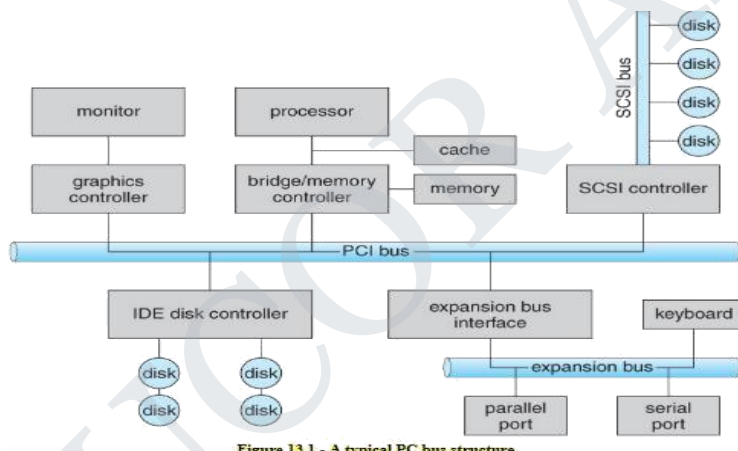 disk
disk
SCSI bus
disk
disk
monitor
processor
cache
graphics
controller
bridge/memory
controller
memory
SCSI controller
PCI bus
IDE disk controller
expansion bus
interface
keyboard
disk
disk
expansion bus
disk
disk
parallel
port
serial
port
Figure 13.1 - A typical PC bus structure